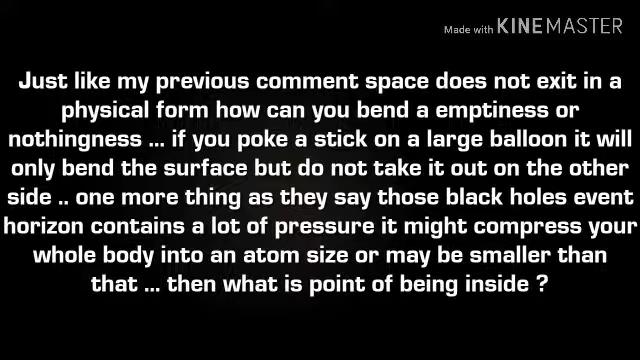 Made with KINEMASTER
Just like my previous comment space does not exit in a
physical form how can you bend a emptiness or
nothingness ... if you poke a stick on a large balloon it will
only bend the surface but do not take it out on the other
side .. one more thing as they say those black holes event
horizon contains a lot of pressure it might compress your
whole body into an atom size or may be smaller than
that ... then what is point of being inside ?